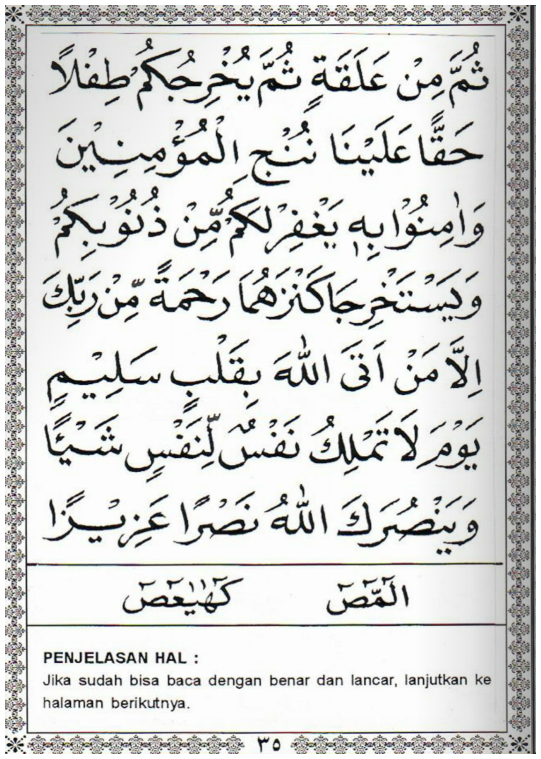 ثُمَّ مِنْ عَلَقَةٍ ثُمَّ يُخْرِجُكُمْ طِفْلًا
حَقًّا عَلَيْنَا نُنْجِ الْمُؤْمِنِيْنَ
وَاٰمِنُوْا بِهٖ يَغْفِرْ لَكُمْ مِّنْ ذُنُوْبِكُمْ
وَيَسْتَخْرِجَا كَنْزَهُمَا رَحْمَةً مِّنْ رَبِّكَ
اِلَّا مَنْ اَتَى اللّٰهَ بِقَلْبٍ سَلِيْمٍ
يَوْمَ لَا تَمْلِكُ نَفْسٌ لِّنَفْسٍ شَيْئًا
وَيَنْصُرَكَ اللّٰهُ نَصْرًا عَزِيْزًا
الٓمّٓصٓ كٓهٰيٰعٓصٓ
PENJELASAN HAL :
Jika sudah bisa baca dengan benar dan lancar, lanjutkan ke
halaman berikutnya.
٣٥